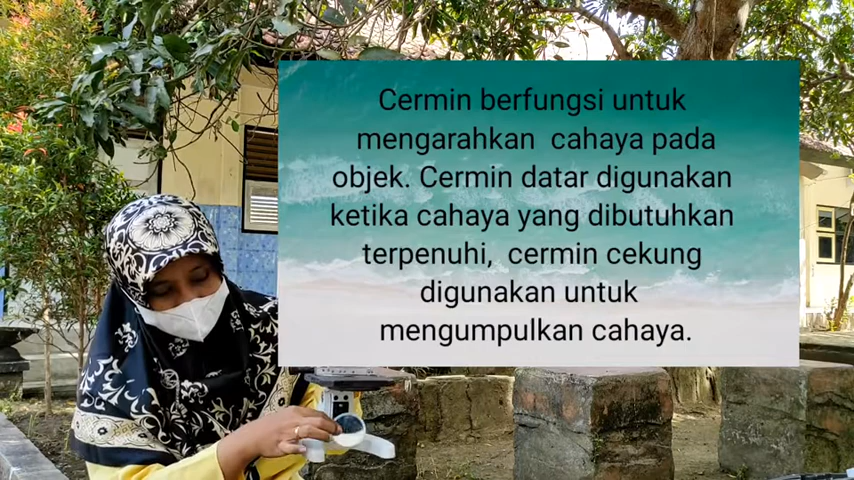 Cermin berfungsi untuk
mengarahkan cahaya pada
objek. Cermin datar digunakan
ketika cahaya yang dibutuhkan
terpenuhi, cermin cekung
digunakan untuk
mengumpulkan cahaya.